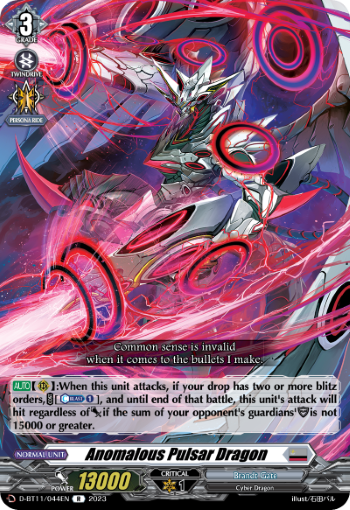 3
GRADE
TWINDRIVE
PERSONA RIDE
Common sense is invalid
when it comes to the bullets I make.
AUTO 【 】:When this unit attacks, if your drop has two or more blitz
orders, [ BLAST 1 ], and until end of that battle, this unit's attack will
hit regardless of if the sum of your opponent's guardians' is not
15000 or greater.
NORMAL UNIT
Anomalous Pulsar Dragon
POWER 13000
CRITICAL
1
Brandt Gate
Cyber Dragon
D-BT11/044EN R 2023
illust/